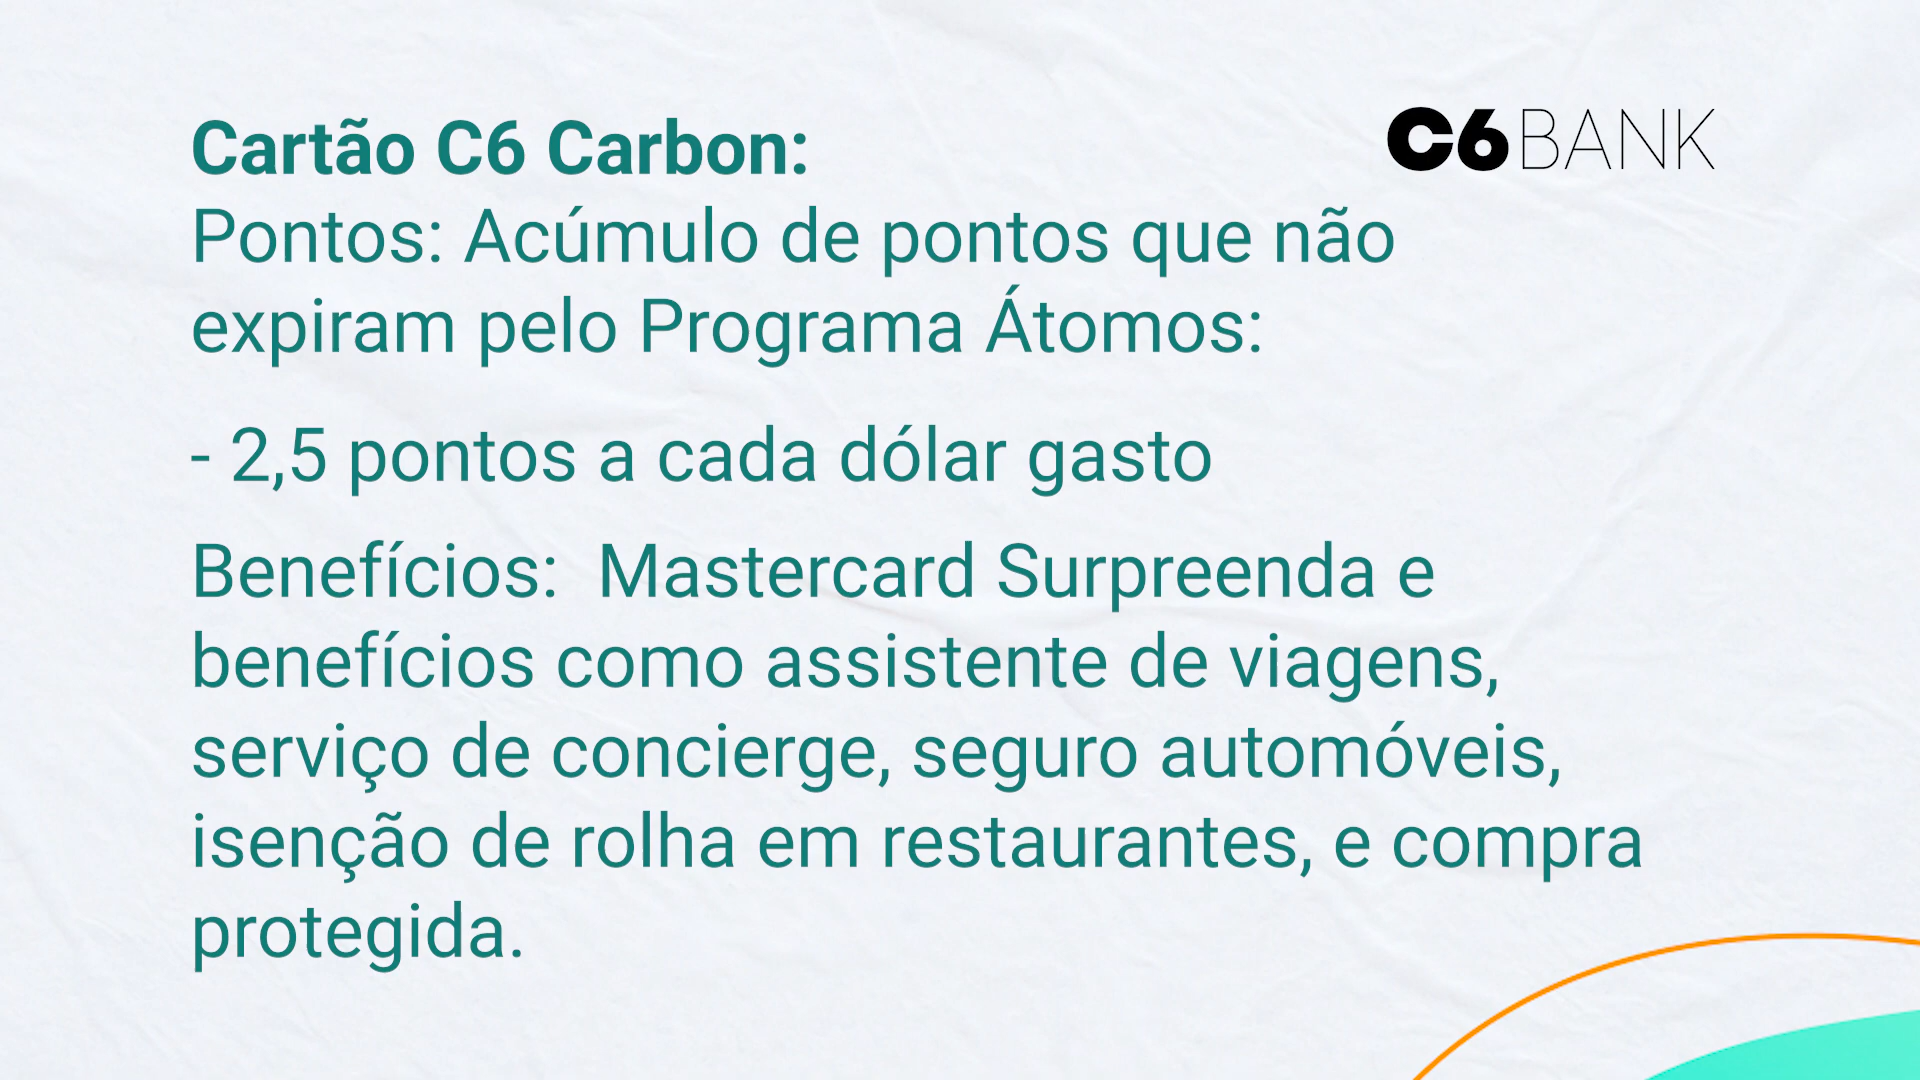 Cartão C6 Carbon:
C6BANK
Pontos: Acúmulo de pontos que não
expiram pelo Programa Átomos:
- 2,5 pontos a cada dólar gasto
Benefícios:  Mastercard Surpreenda e
benefícios como assistente de viagens,
serviço de concierge, seguro automóveis,
isenção de rolha em restaurantes, e compra
protegida.